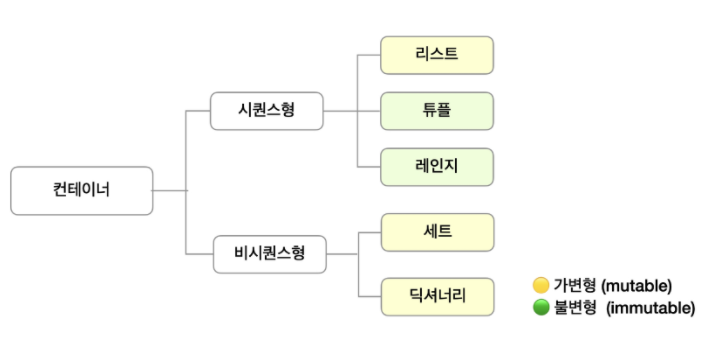 컨테이너
시퀀스형
리스트
튜플
레인지
비시퀀스형
세트
딕셔너리
가변형 (mutable)
불변형 (immutable)